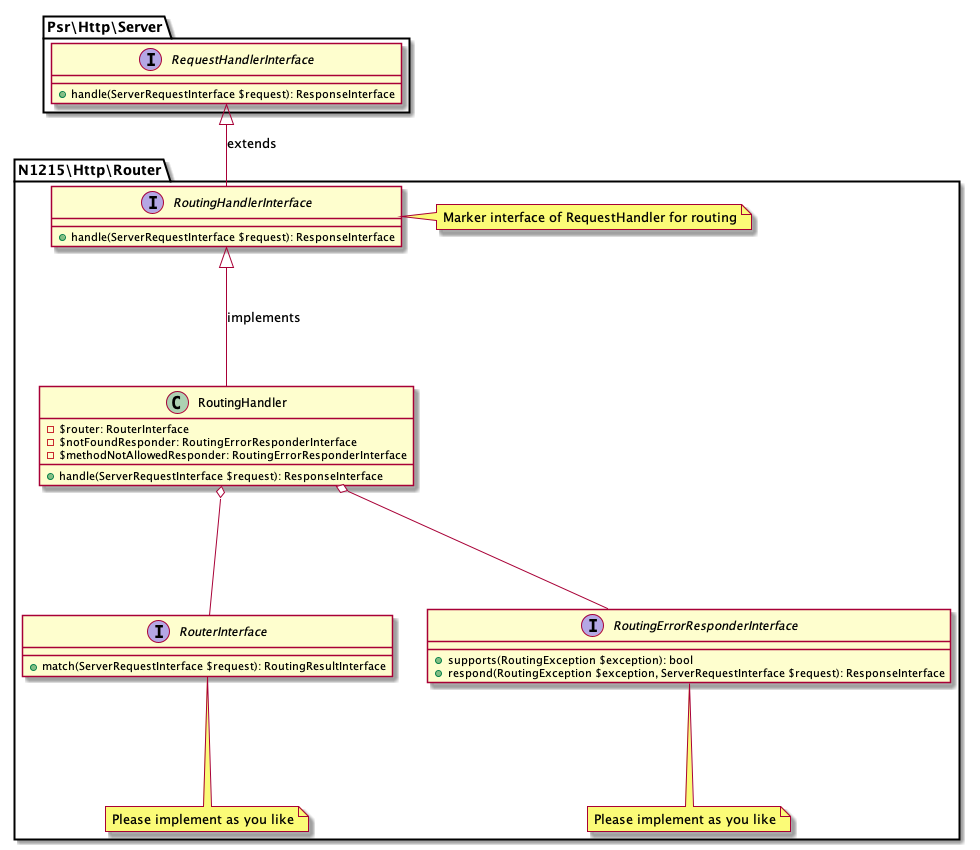 Psr\Http\Server
I RequestHandlerInterface
handle(ServerRequestInterface $request): ResponseInterface
extends
N1215\Http\Router
I RoutingHandlerInterface
handle(ServerRequestInterface $request): ResponseInterface
Marker interface of RequestHandler for routing
implements
C RoutingHandler
$router: RouterInterface
$notFoundResponder: RoutingErrorResponderInterface
$methodNotAllowedResponder: RoutingErrorResponderInterface
handle(ServerRequestInterface $request): ResponseInterface
I RouterInterface
match(ServerRequestInterface $request): RoutingResultInterface
I RoutingErrorResponderInterface
supports(RoutingException $exception): bool
respond(RoutingException $exception, ServerRequestInterface $request): ResponseInterface
Please implement as you like
Please implement as you like